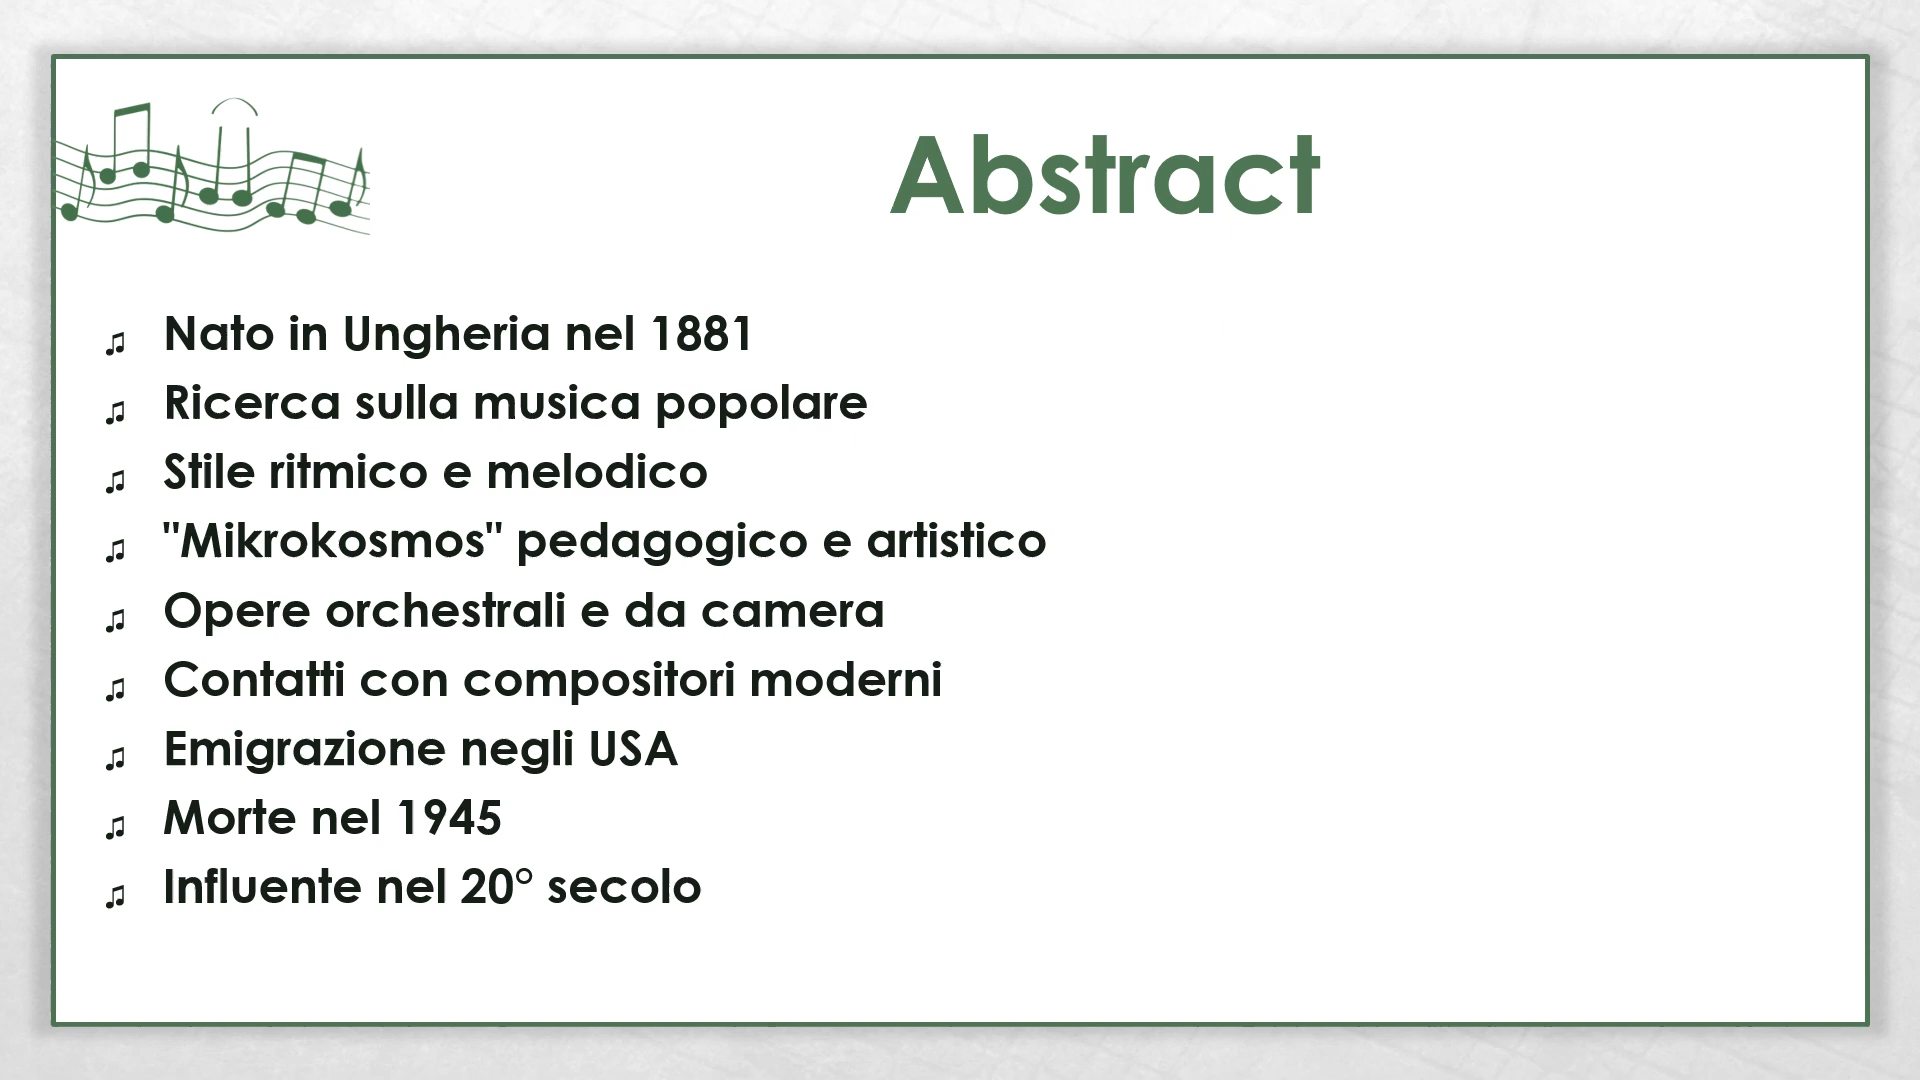 Abstract
♫ Nato in Ungheria nel 1881
♫ Ricerca sulla musica popolare
♫ Stile ritmico e melodico
♫ "Mikrokosmos" pedagogico e artistico
♫ Opere orchestrali e da camera
♫ Contatti con compositori moderni
♫ Emigrazione negli USA
♫ Morte nel 1945
♫ Influente nel 20° secolo